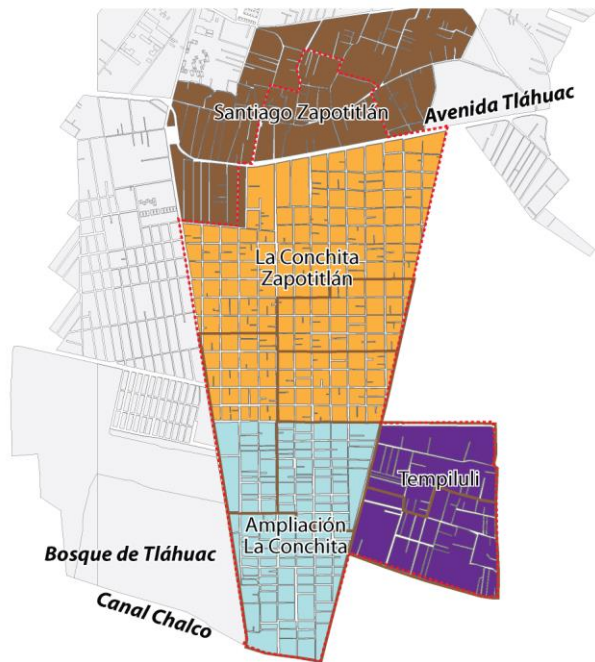 Santiago Zapotitlán
Avenida Tláhuac
La Conchita
Zapotitlán
Tempiluli
Ampliación
La Conchita
Bosque de Tláhuac
Canal Chalco